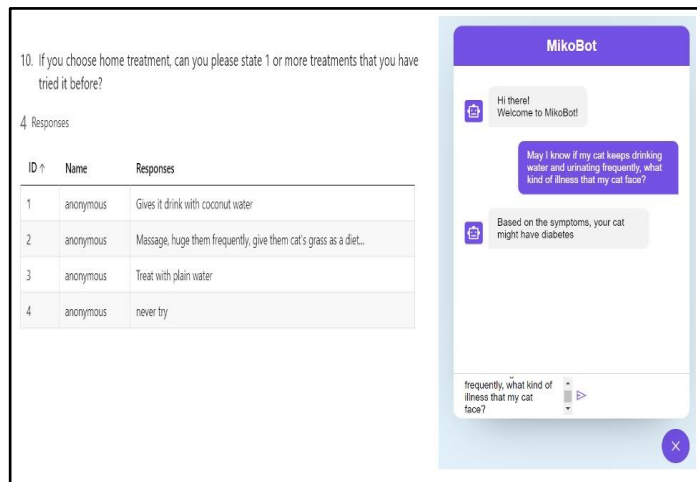 10. If you choose home treatment, can you please state 1 or more treatments that you have
tried it before?
4 Responses
ID ↑ Name Responses
1 anonymous Gives it drink with coconut water
2 anonymous Massage, huge them frequently, give them cat's grass as a diet...
3 anonymous Treat with plain water
4 anonymous never try
MikoBot
Hi there!
Welcome to MikoBot!
May I know if my cat keeps drinking
water and urinating frequently, what
kind of illness that my cat face?
Based on the symptoms, your cat
might have diabetes
frequently, what kind of
illness that my cat
face?
X